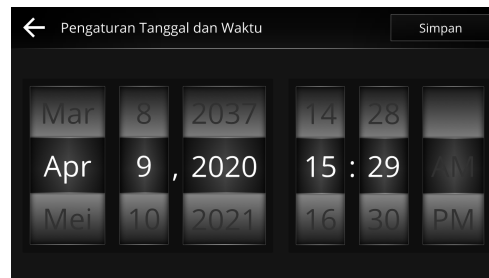 Pengaturan Tanggal dan Waktu
Simpan
Mar 8 2037 14 28
Apr 9 , 2020 15 : 29 AM
Mei 10 2021 16 30 PM